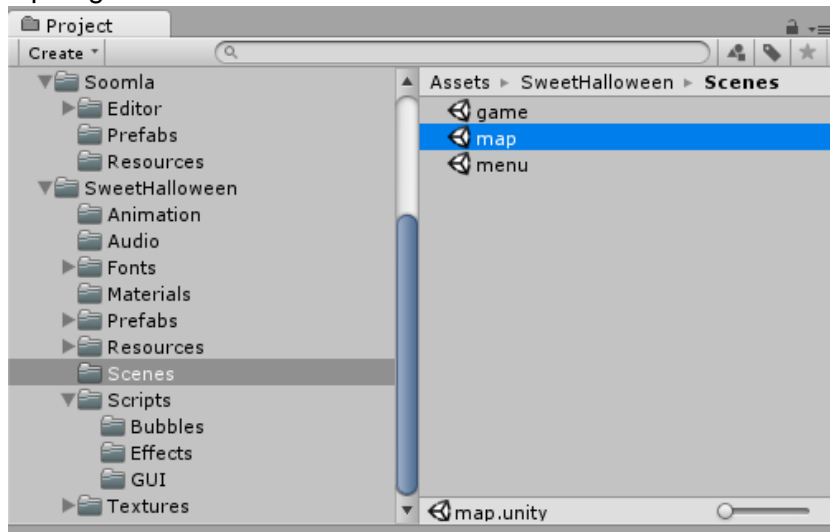 Project
Create
Soomla
Editor
Prefabs
Resources
SweetHalloween
Animation
Audio
Fonts
Materials
Prefabs
Resources
Scenes
Scripts
Bubbles
Effects
GUI
Textures
Assets ▸ SweetHalloween ▸ Scenes
game
map
menu
map.unity